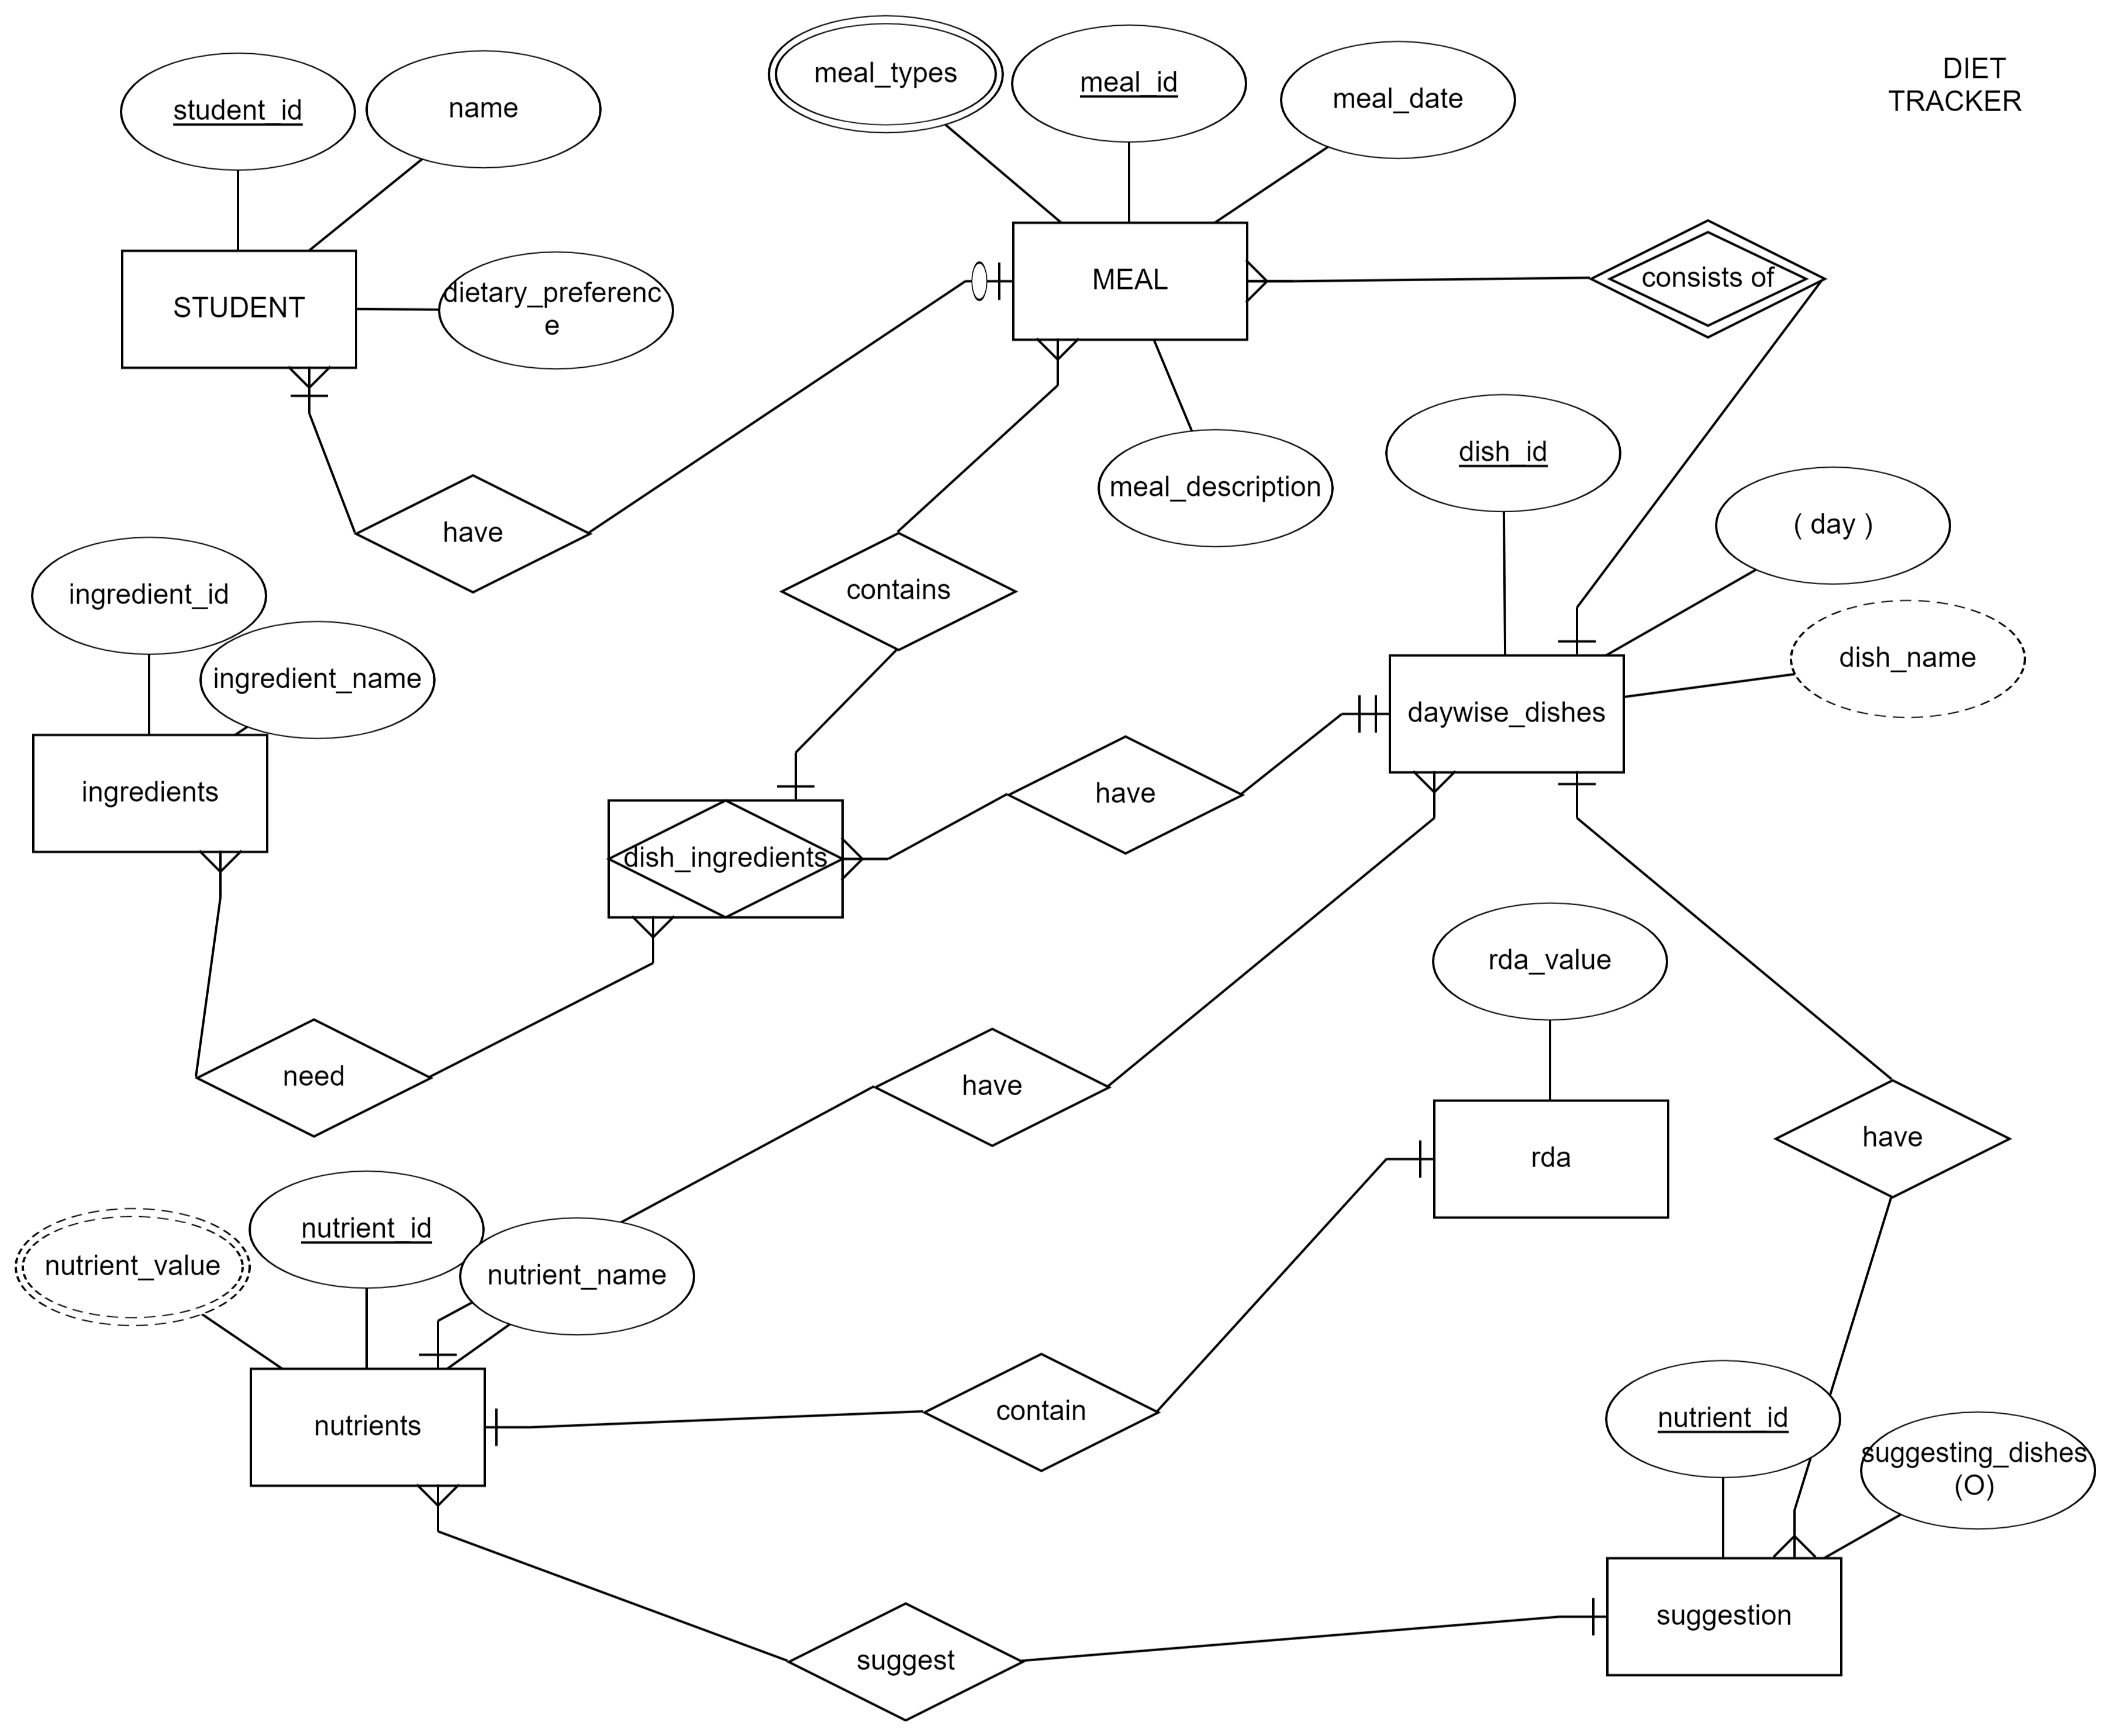 DIET
TRACKER
meal_types
meal_id
meal_date
student_id
name
STUDENT
dietary_preferenc
e
MEAL
consists of
meal_description
dish_id
( day )
have
contains
ingredient_id
ingredient_name
dish_name
ingredients
daywise_dishes
have
dish_ingredients
rda_value
need
have
rda
have
nutrient_value
nutrient_id
nutrient_name
nutrients
contain
nutrient_id
suggesting_dishes
(O)
suggest
suggestion